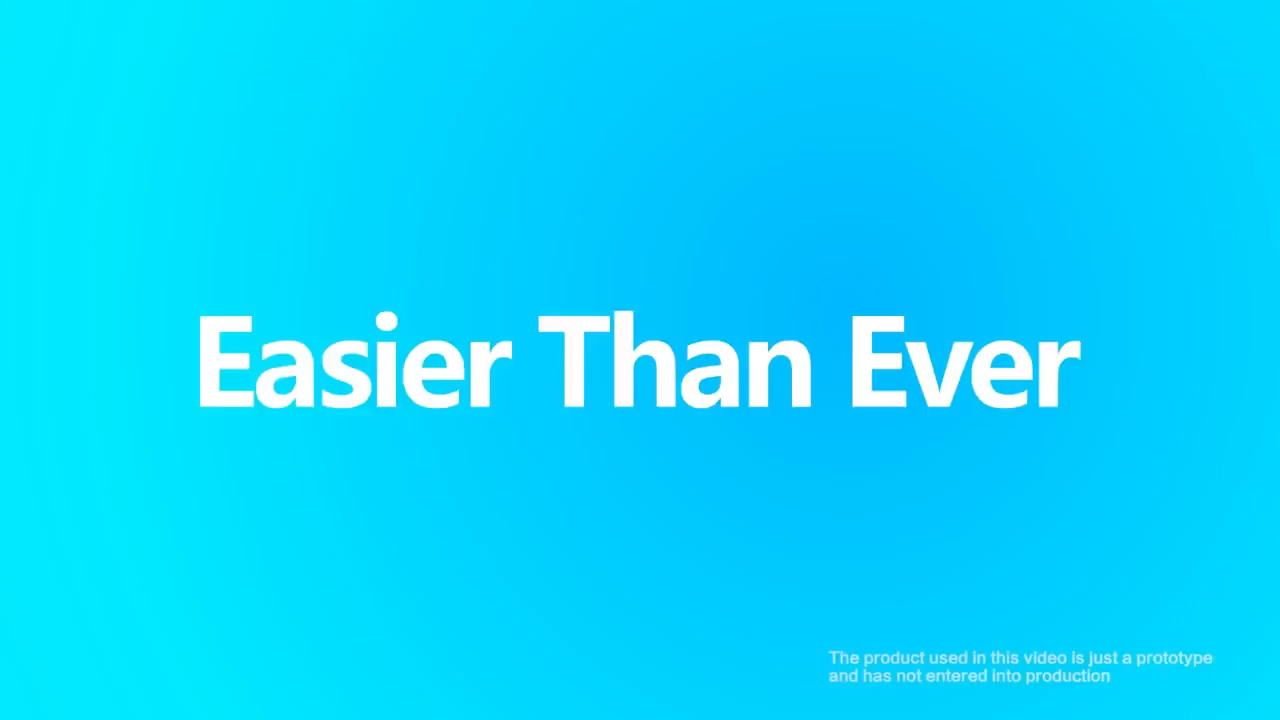 Easier Than Ever
The product used in this video is just a prototype
and has not entered into production